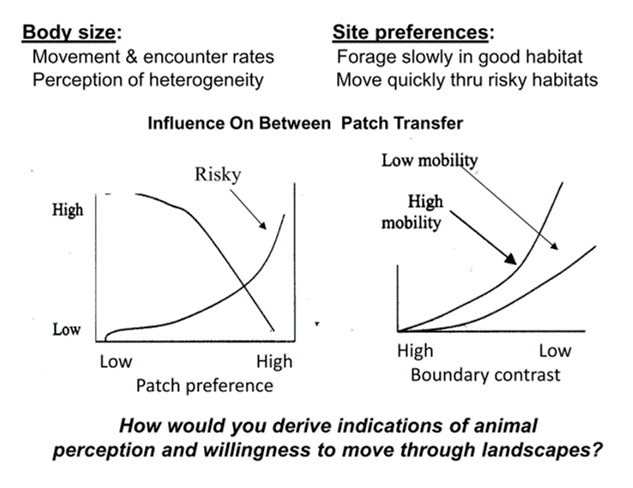 Body size:
Movement & encounter rates
Perception of heterogeneity
Site preferences:
Forage slowly in good habitat
Move quickly thru risky habitats
Influence On Between Patch Transfer
Risky
High
Low
Low
High
Patch preference
Low mobility
High
mobility
High
Low
Boundary contrast
How would you derive indications of animal
perception and willingness to move through landscapes?